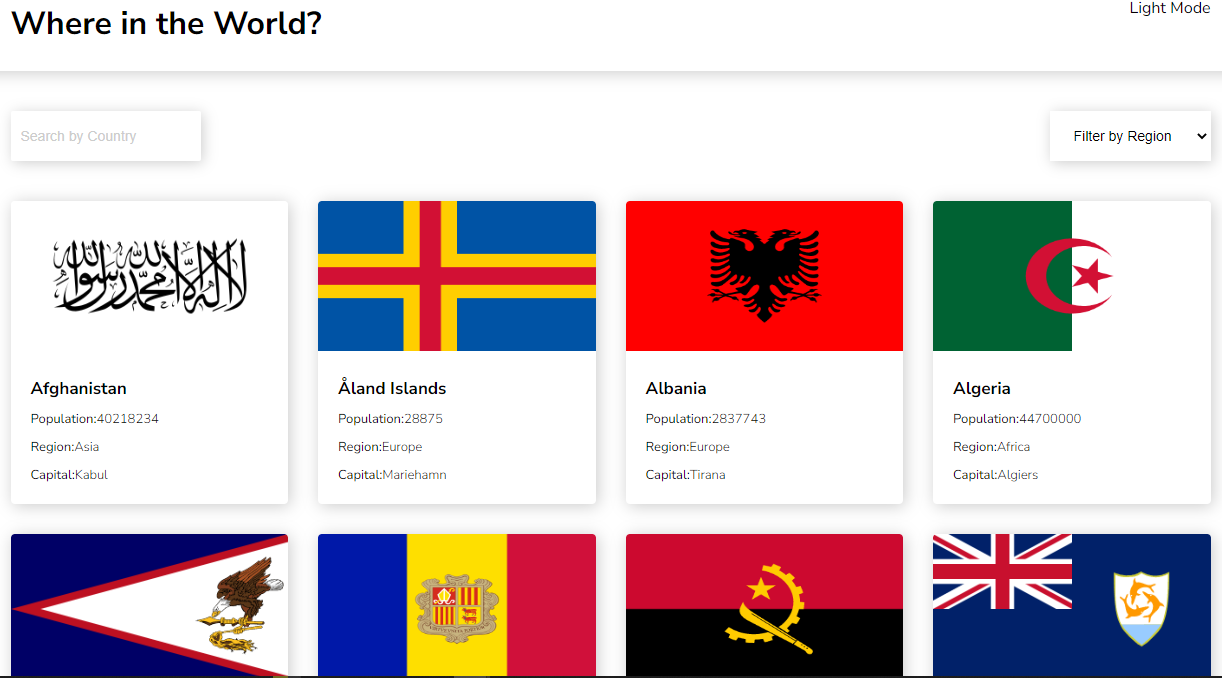 Where in the World?
Light Mode
Search by Country
Filter by Region
لا إله إلا الله محمد رسول الله
Afghanistan
Population:40218234
Region:Asia
Capital:Kabul
Åland Islands
Population:28875
Region:Europe
Capital:Mariehamn
Albania
Population:2837743
Region:Europe
Capital:Tirana
Algeria
Population:44700000
Region:Africa
Capital:Algiers